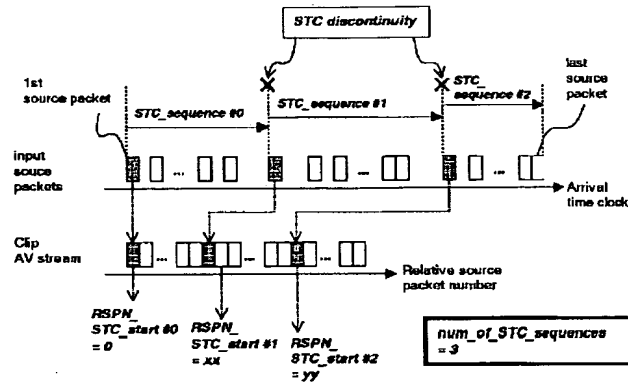 STC discontinuity
1st
source packet
STC_sequence #0
STC_sequence #1
STC_
sequence #2
last
source
packet
input
souce
packets
...
...
...
Arrival
time clock
Clip
AV stream
...
...
...
Relative source
packet number
RSPN_
STC_start #0
= 0
RSPN_
STC_start #1
= xx
RSPN_
STC_start #2
= yy
num_of_STC_sequences
= 3